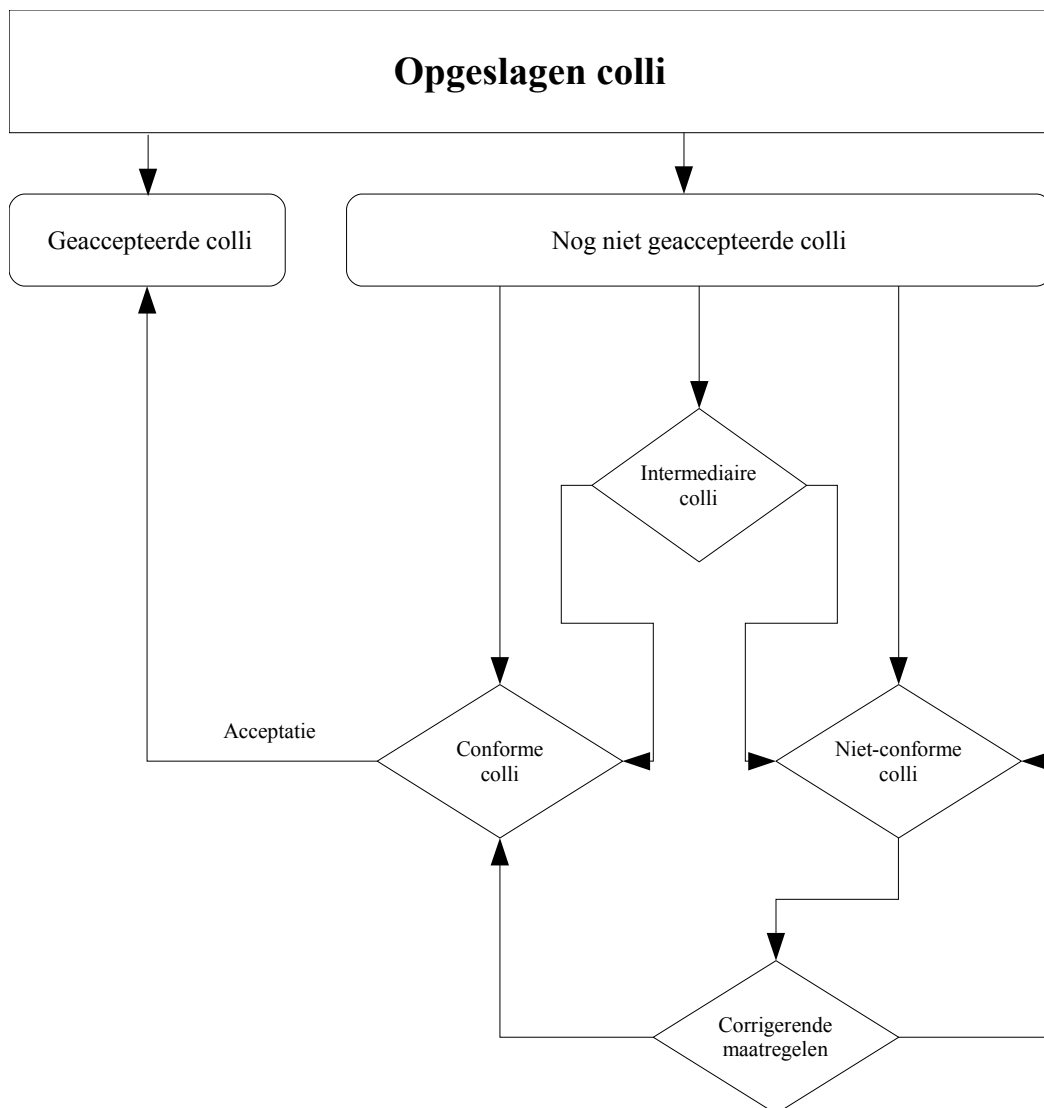 Opgeslagen colli
Geaccepteerde colli
Nog niet geaccepteerde colli
Intermediaire
colli
Acceptatie
Conforme
colli
Niet-conforme
colli
Corrigerende
maatregelen